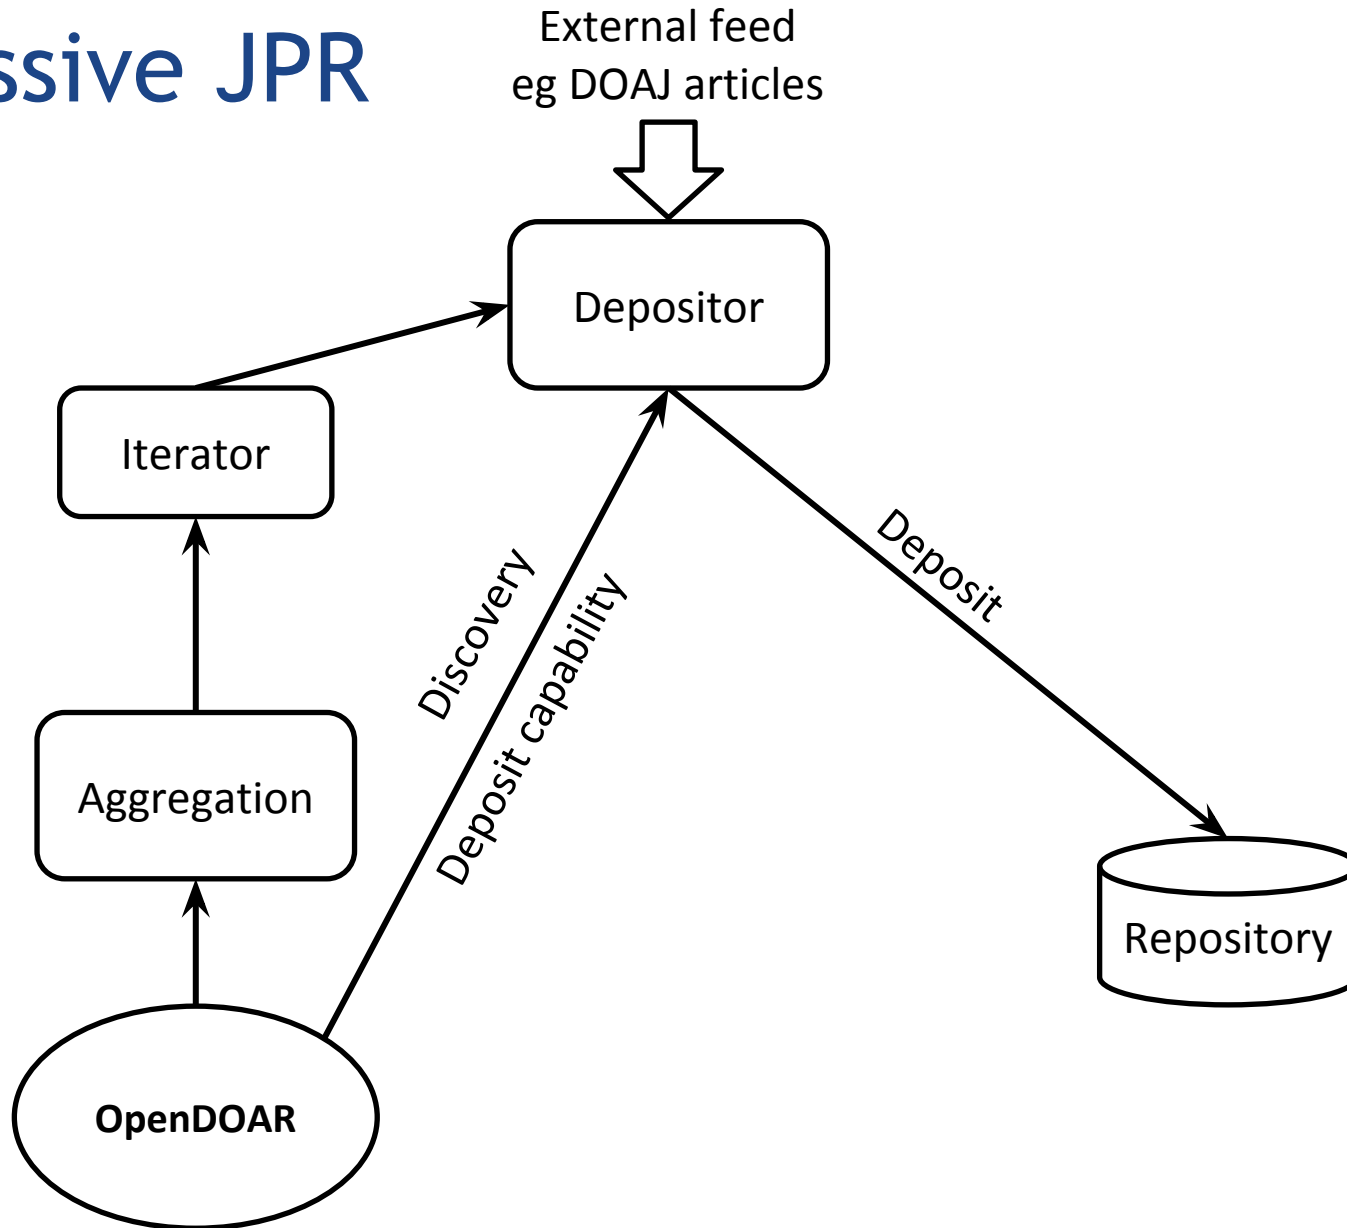 ssive JPR
External feed
eg DOAJ articles
Depositor
Iterator
Deposit
Discovery
Deposit capability
Aggregation
Repository
OpenDOAR